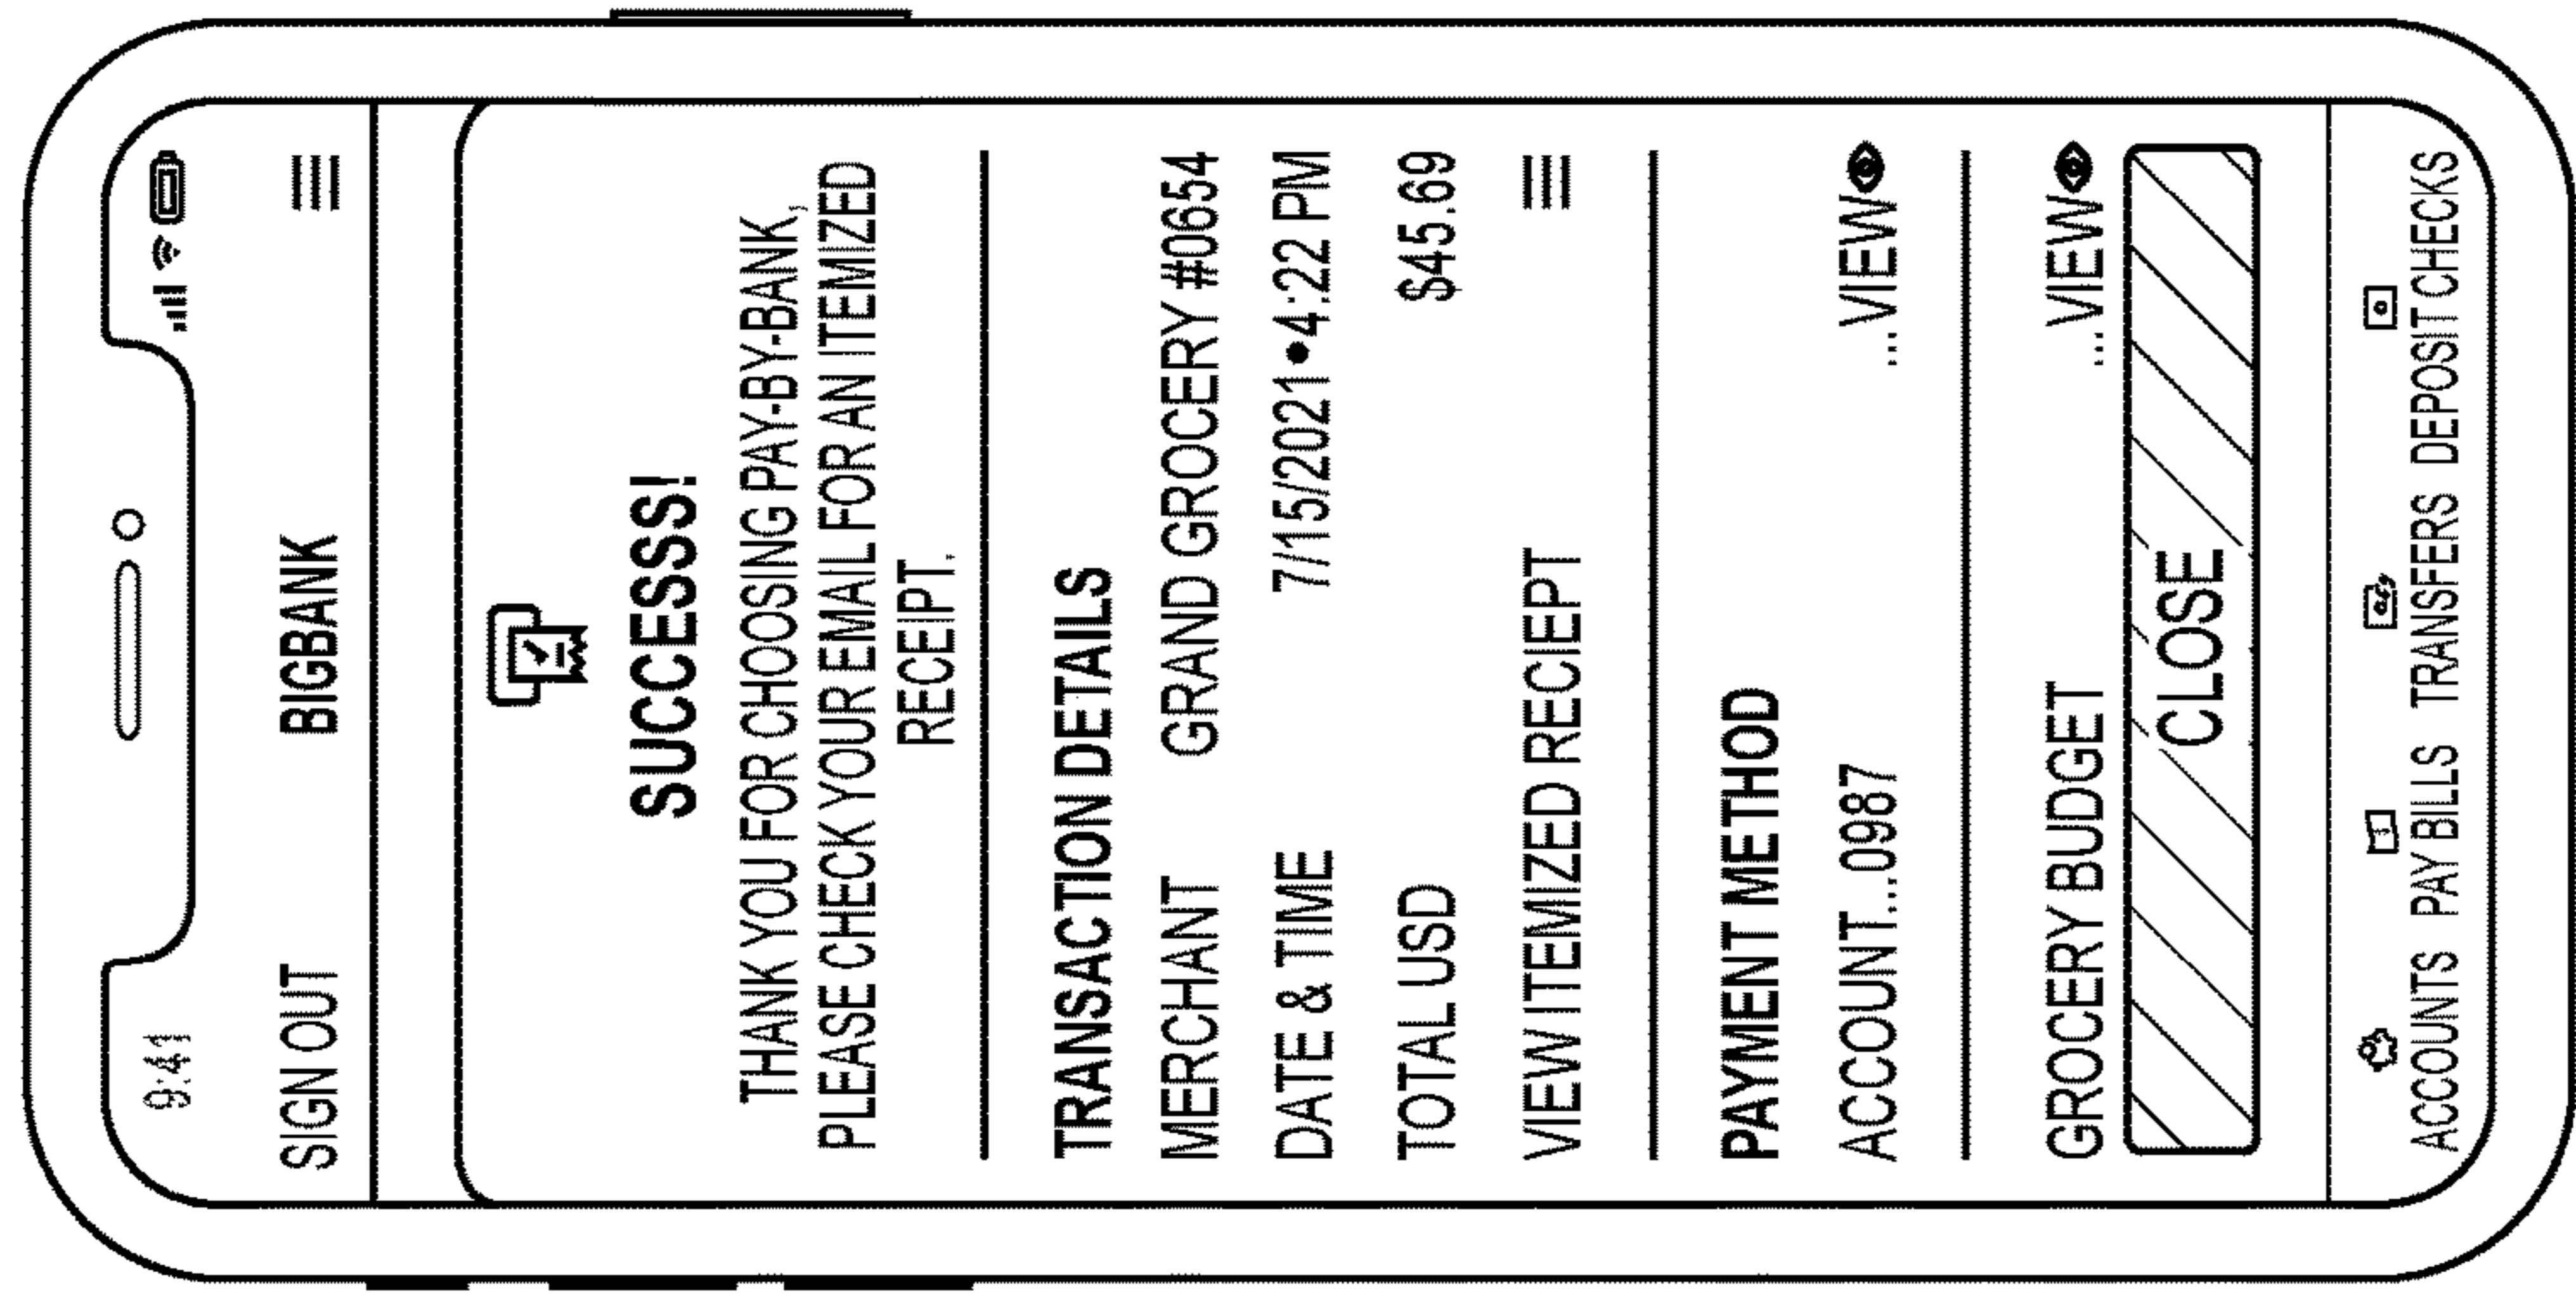 9:41
SIGN OUT BIGBANK
SUCCESS!
THANK YOU FOR CHOOSING PAY-BY-BANK,
PLEASE CHECK YOUR EMAIL FOR AN ITEMIZED
RECEIPT.
TRANSACTION DETAILS
MERCHANT GRAND GROCERY #0654
DATE & TIME 7/15/2021•4:22 PM
TOTAL USD $45.69
VIEW ITEMIZED RECIEPT
PAYMENT METHOD
ACCOUNT...0987 ...VIEW
GROCERY BUDGET ...VIEW
CLOSE
ACCOUNTS PAY BILLS TRANSFERS DEPOSIT CHECKS